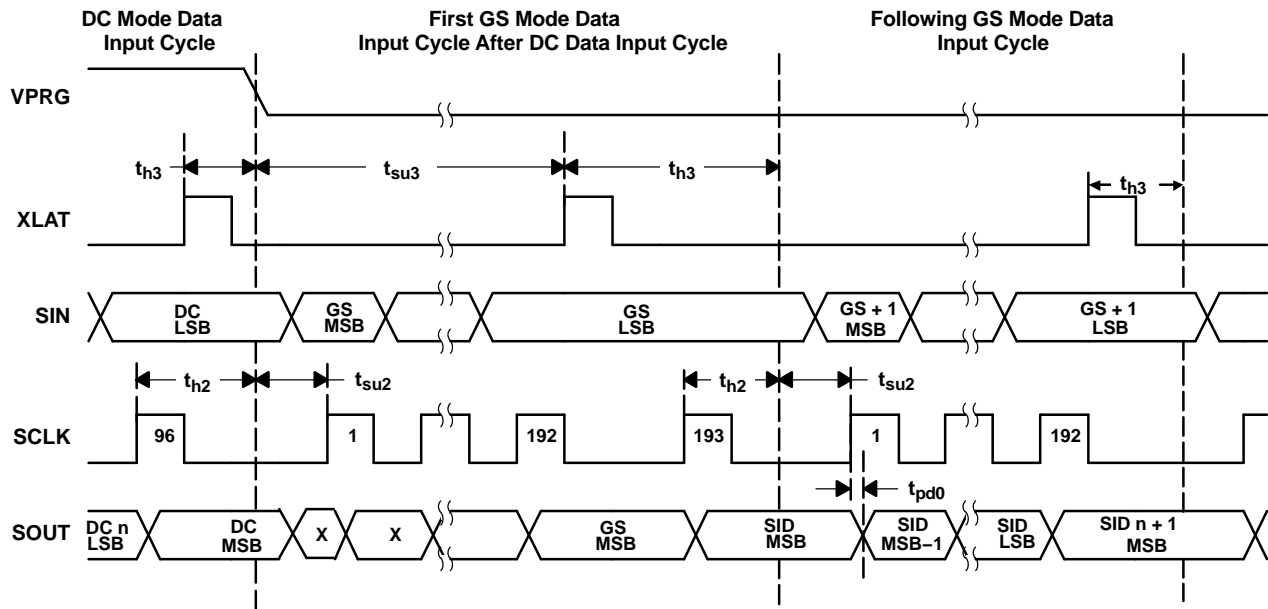 DC Mode Data
Input Cycle
First GS Mode Data
Input Cycle After DC Data Input Cycle
Following GS Mode Data
Input Cycle
VPRG
th3
tsu3
th3
th3
XLAT
SIN
DC
LSB
GS
MSB
GS
LSB
GS + 1
MSB
GS + 1
LSB
th2
tsu2
th2
tsu2
SCLK
96
1
192
193
1
192
tpd0
SOUT
DC n
LSB
DC
MSB
X
X
GS
MSB
SID
MSB
SID
MSB−1
SID
LSB
SID n + 1
MSB